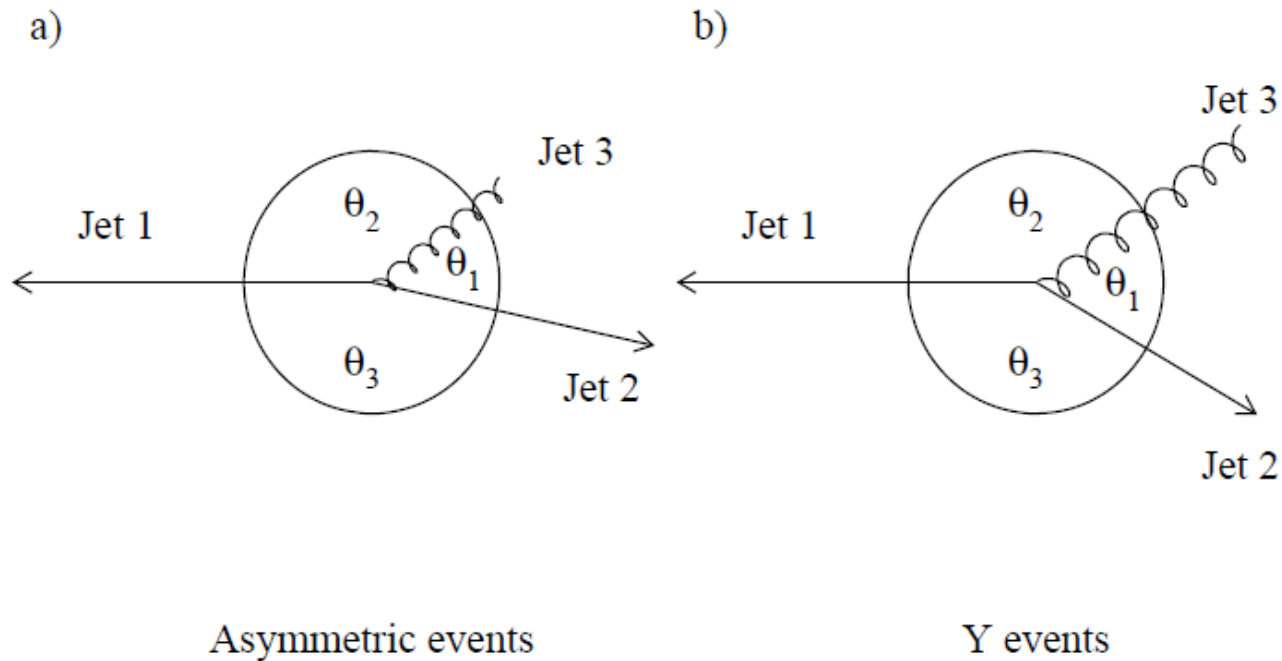 a)
Jet 3
Jet 1
θ2
θ1
θ3
Jet 2
Asymmetric events
b)
Jet 3
Jet 1
θ2
θ1
θ3
Jet 2
Y events